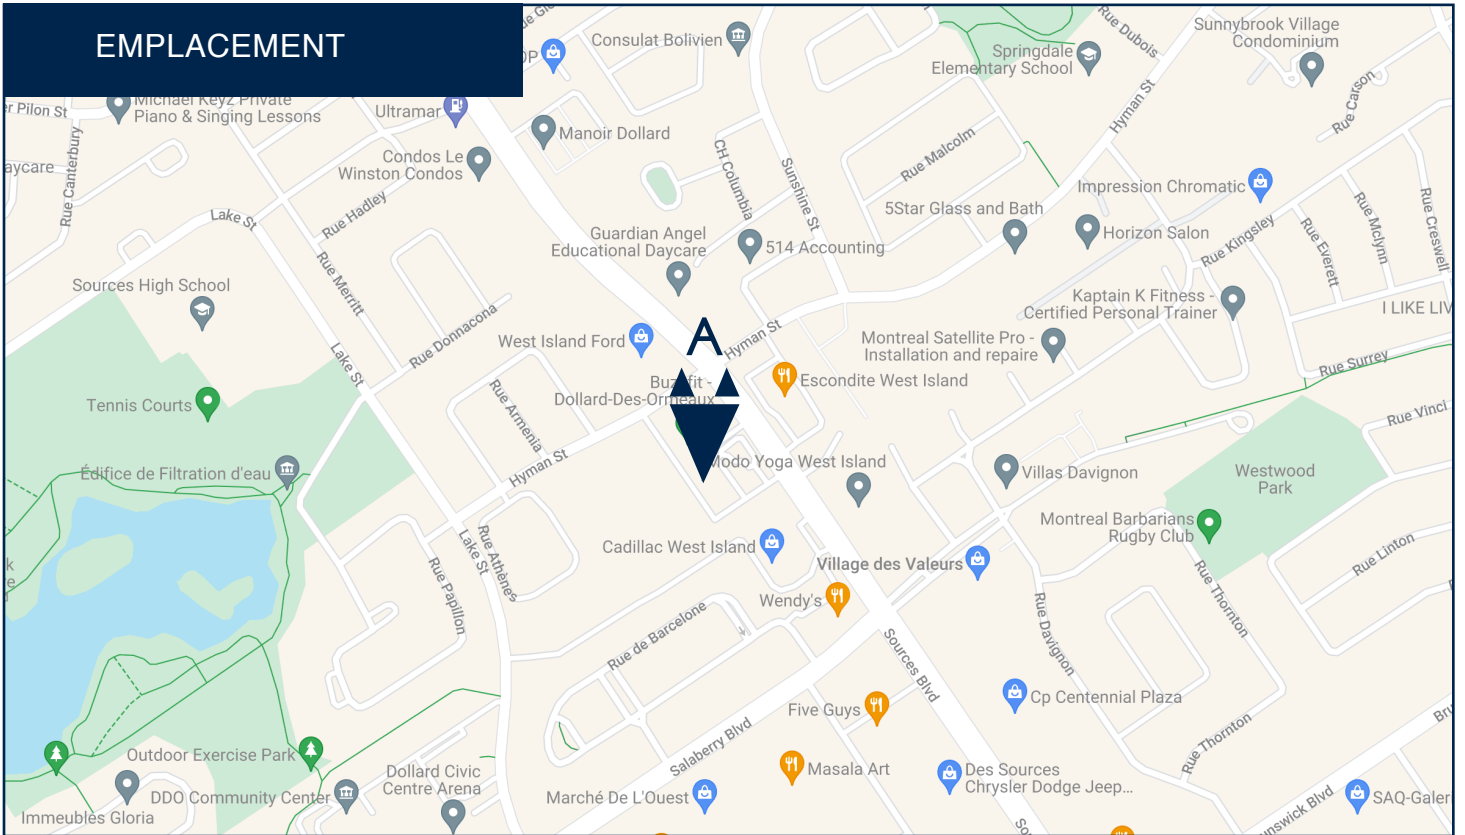 EMPLACEMENT
Consulat Bolivien
Rue Dubois
Sunnybrook Village
Condominium
Springdale
Elementary School
Michael Keyz Private
Piano & Singing Lessons
Pilon St
Ultramar
Manoir Dollard
Hyman St
Rue Carson
Condos Le
Winston Condos
Rue Canterbury
CH Columbia
Sunshine St
Rue Malcolm
Impression Chromatic
Lake St
Rue Hadley
5Star Glass and Bath
Horizon Salon
Rue Kingsley
Rue Everett
Rue Mclynn
Rue Creswell
Guardian Angel
Educational Daycare
514 Accounting
Sources High School
Rue Merritt
Kaptain K Fitness -
Certified Personal Trainer
I LIKE LIV
Rue Donnacona
West Island Ford
A
Hyman St
Montreal Satellite Pro -
Installation and repaire
Lake St
Rue Surrey
Escondite West Island
Dollard-Des-Ormeaux
Tennis Courts
Rue Armenia
Rue Vinci
Édifice de Filtration d'eau
Hyman St
Modo Yoga West Island
Villas Davignon
Westwood
Park
Montreal Barbarians
Rugby Club
Lake St
Rue Athènes
Cadillac West Island
Village des Valeurs
Rue Linton
Rue Papillon
Wendy's
Rue Davignon
Rue Thornton
Rue de Barcelone
Sources Blvd
Five Guys
Cp Centennial Plaza
Salaberry Blvd
Rue Thornton
Outdoor Exercise Park
Dollard Civic
Centre Arena
Masala Art
Des Sources
Chrysler Dodge Jeep...
DDO Community Center
Marché De L'Ouest
Immeubles Gloria